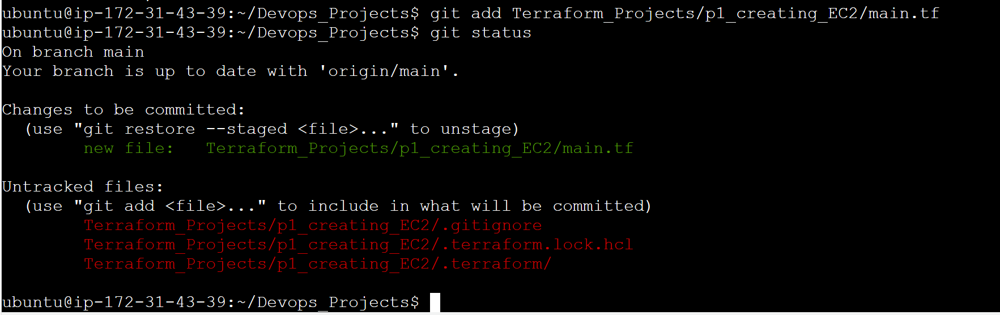 ubuntu@ip-172-31-43-39:~/Devops_Projects$ git add Terraform_Projects/p1_creating_EC2/main.tf
ubuntu@ip-172-31-43-39:~/Devops_Projects$ git status
On branch main
Your branch is up to date with 'origin/main'.
Changes to be committed:
  (use "git restore --staged <file>..." to unstage)
        new file:   Terraform_Projects/p1_creating_EC2/main.tf
Untracked files:
  (use "git add <file>..." to include in what will be committed)
        Terraform_Projects/p1_creating_EC2/.gitignore
        Terraform_Projects/p1_creating_EC2/.terraform.lock.hcl
        Terraform_Projects/p1_creating_EC2/.terraform/
ubuntu@ip-172-31-43-39:~/Devops_Projects$